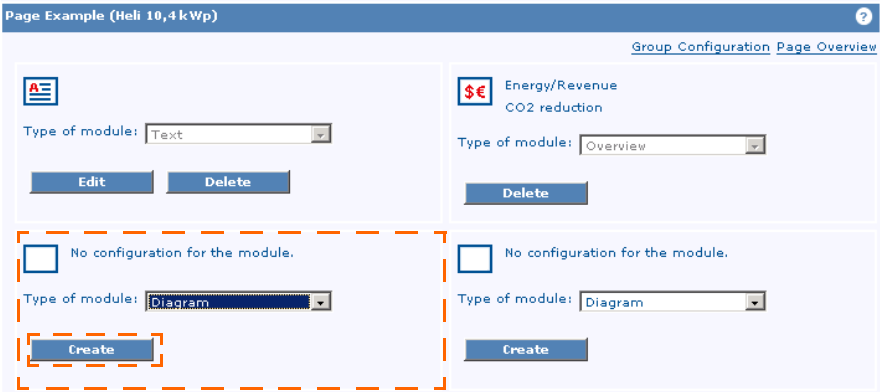 Page Example (Heli 10,4 kWp)
?
Group Configuration Page Overview
A
Type of module: Text
Edit Delete
$€ Energy/Revenue
CO2 reduction
Type of module: Overview
Delete
No configuration for the module.
Type of module: Diagram
Create
No configuration for the module.
Type of module: Diagram
Create